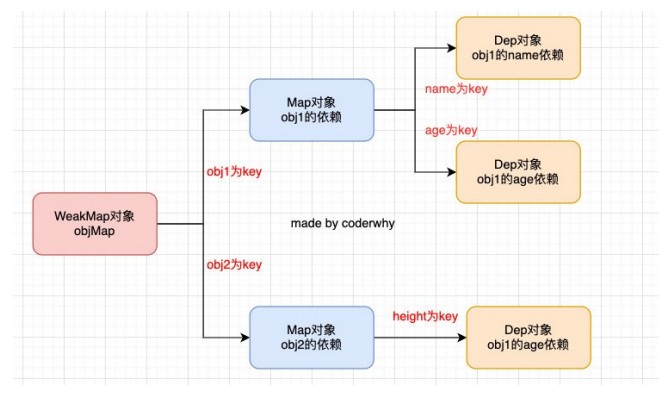 Dep对象
obj1的name依赖
Map对象
obj1的依赖
name为key
age为key
Dep对象
obj1的age依赖
obj1为key
WeakMap对象
objMap
made by coderwhy
obj2为key
Map对象
obj2的依赖
height为key
Dep对象
obj1的age依赖